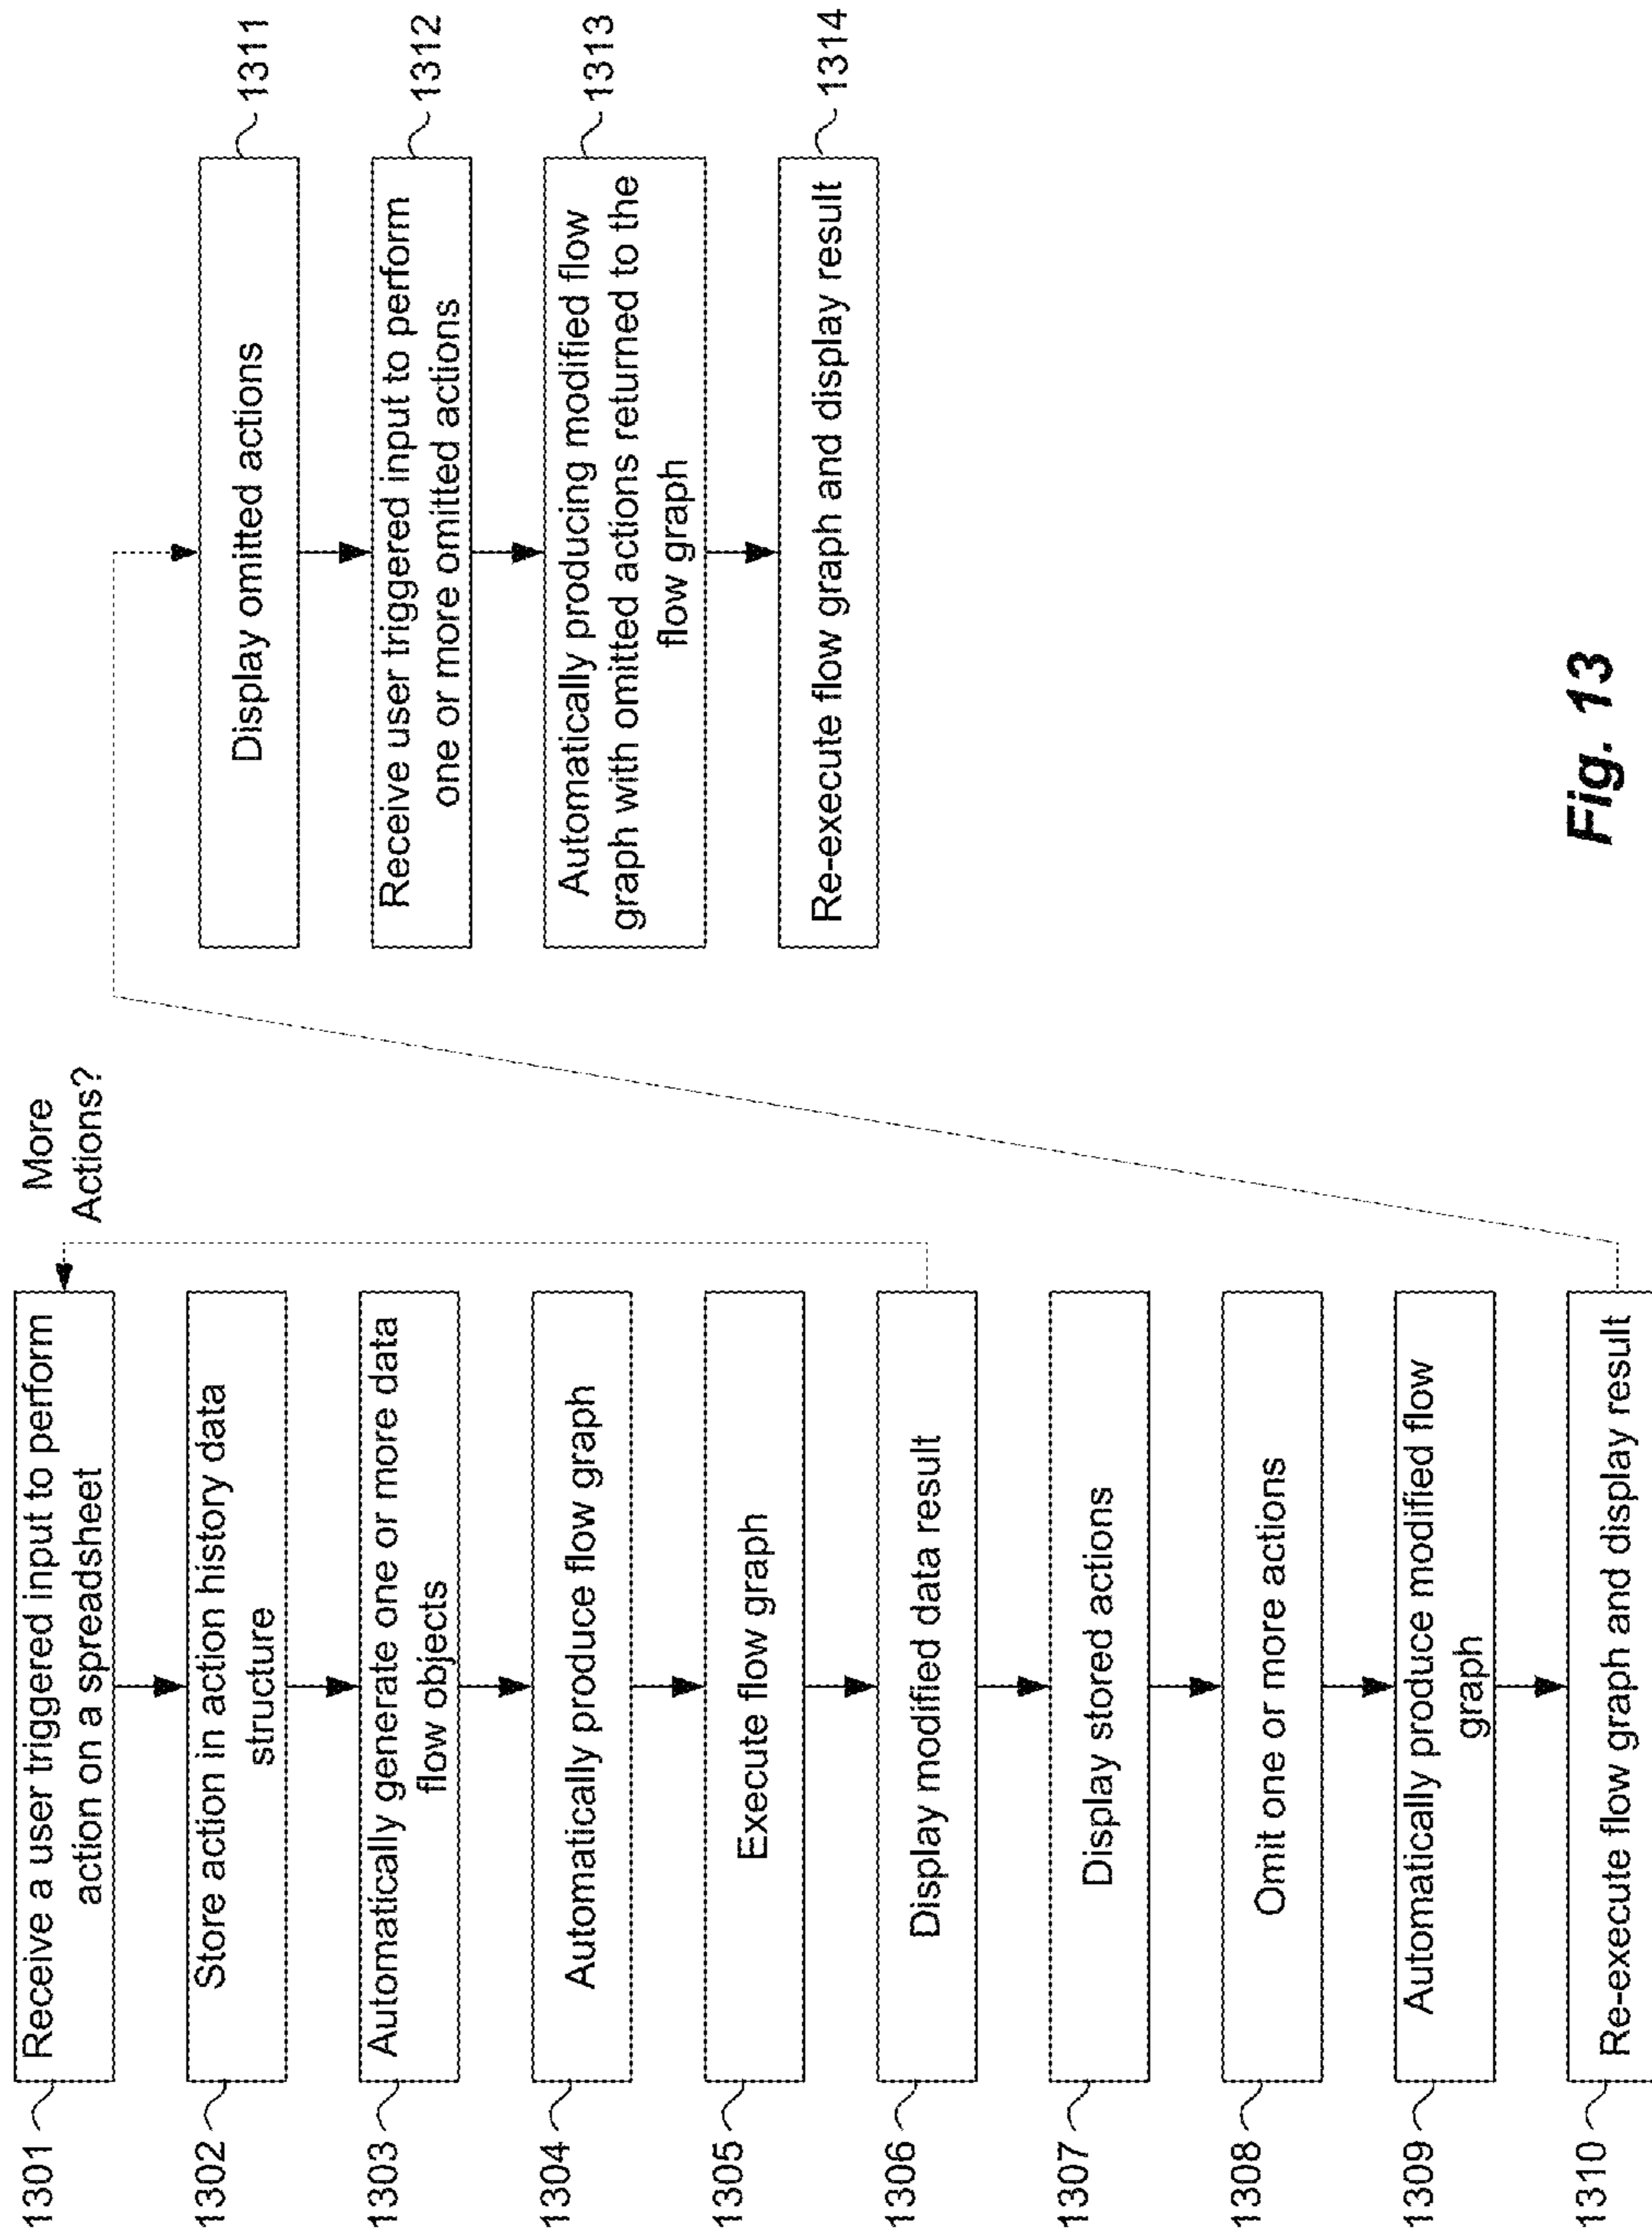 More
Actions?
1301
Receive a user triggered input to perform
action on a spreadsheet
1302
Store action in action history data
structure
1303
Automatically generate one or more data
flow objects
1304
Automatically produce flow graph
1305
Execute flow graph
1306
Display modified data result
1307
Display stored actions
1308
Omit one or more actions
1309
Automatically produce modified flow
graph
1310
Re-execute flow graph and display result
Display omitted actions
1311
Receive user triggered input to perform
one or more omitted actions
1312
Automatically producing modified flow
graph with omitted actions returned to the
flow graph
1313
Re-execute flow graph and display result
1314
Fig. 13